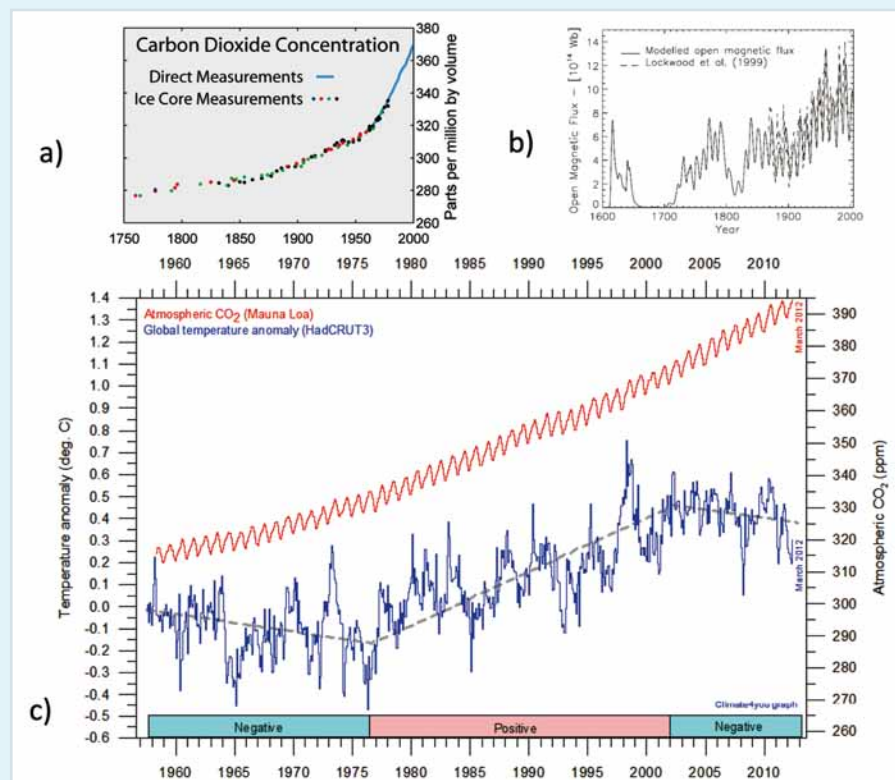 a)
Carbon Dioxide Concentration
Direct Measurements
Ice Core Measurements
Parts per million by volume
380
360
340
320
300
280
260
1750 1800 1850 1900 1950 2000
b)
Open Magnetic Flux – [10¹⁴ Wb]
14
12
10
8
6
4
2
0
Modelled open magnetic flux
Lockwood et al. (1999)
1600 1700 1800 1900 2000
Year
c)
1960 1965 1970 1975 1980 1985 1990 1995 2000 2005 2010
Atmospheric CO₂ (Mauna Loa)
Global temperature anomaly (HadCRUT3)
Temperature anomaly (deg. C)
1.4
1.3
1.2
1.1
1.0
0.9
0.8
0.7
0.6
0.5
0.4
0.3
0.2
0.1
0.0
-0.1
-0.2
-0.3
-0.4
-0.5
-0.6
Atmospheric CO₂ (ppm)
390
380
370
360
350
340
330
320
310
300
290
280
270
260
March 2012
March 2012
Climate4you graph
Negative Positive Negative
1960 1965 1970 1975 1980 1985 1990 1995 2000 2005 2010